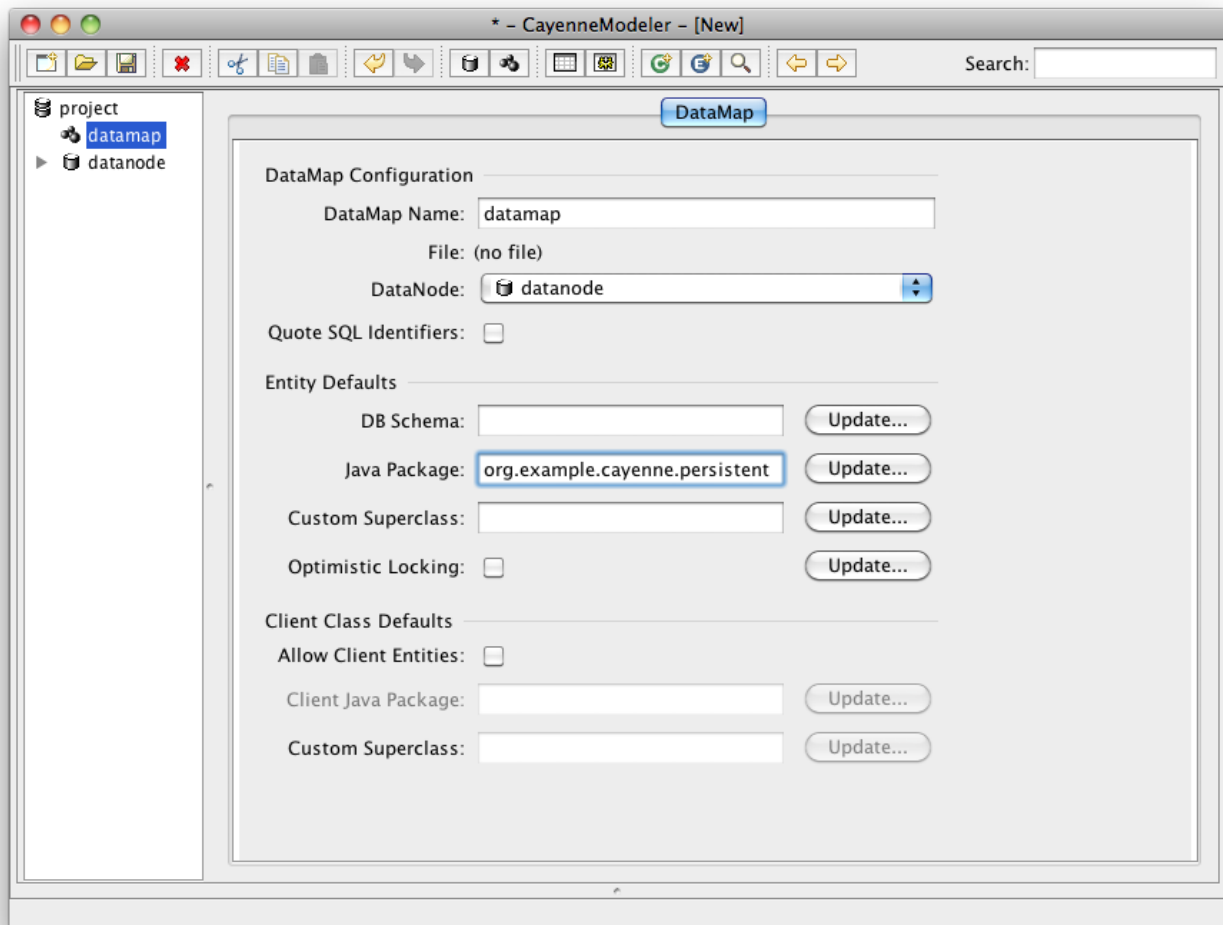 * – CayenneModeler – [New]
Search:
project
datamap
datanode
DataMap
DataMap Configuration
DataMap Name: datamap
File: (no file)
DataNode: datanode
Quote SQL Identifiers:
Entity Defaults
DB Schema: Update...
Java Package: org.example.cayenne.persistent Update...
Custom Superclass: Update...
Optimistic Locking: Update...
Client Class Defaults
Allow Client Entities:
Client Java Package: Update...
Custom Superclass: Update...